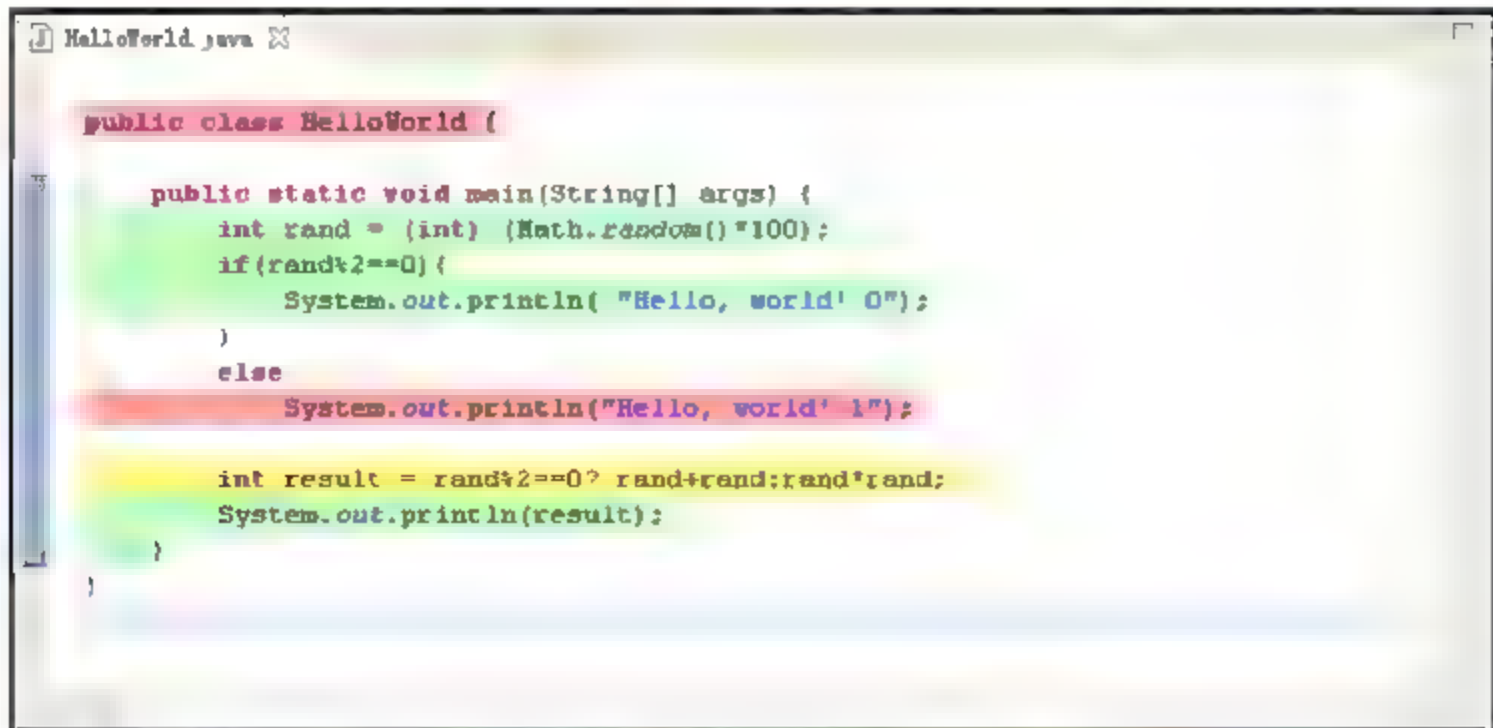 HelloWorld.java
public class HelloWorld {
public static void main(String[] args) {
int rand = (int) (Math.random()*100);
if(rand%2==0){
System.out.println( "Hello, world! 0");
}
else
System.out.println("Hello, world! 1");
int result = rand%2==0? rand+rand:rand*rand;
System.out.println(result);
}
}